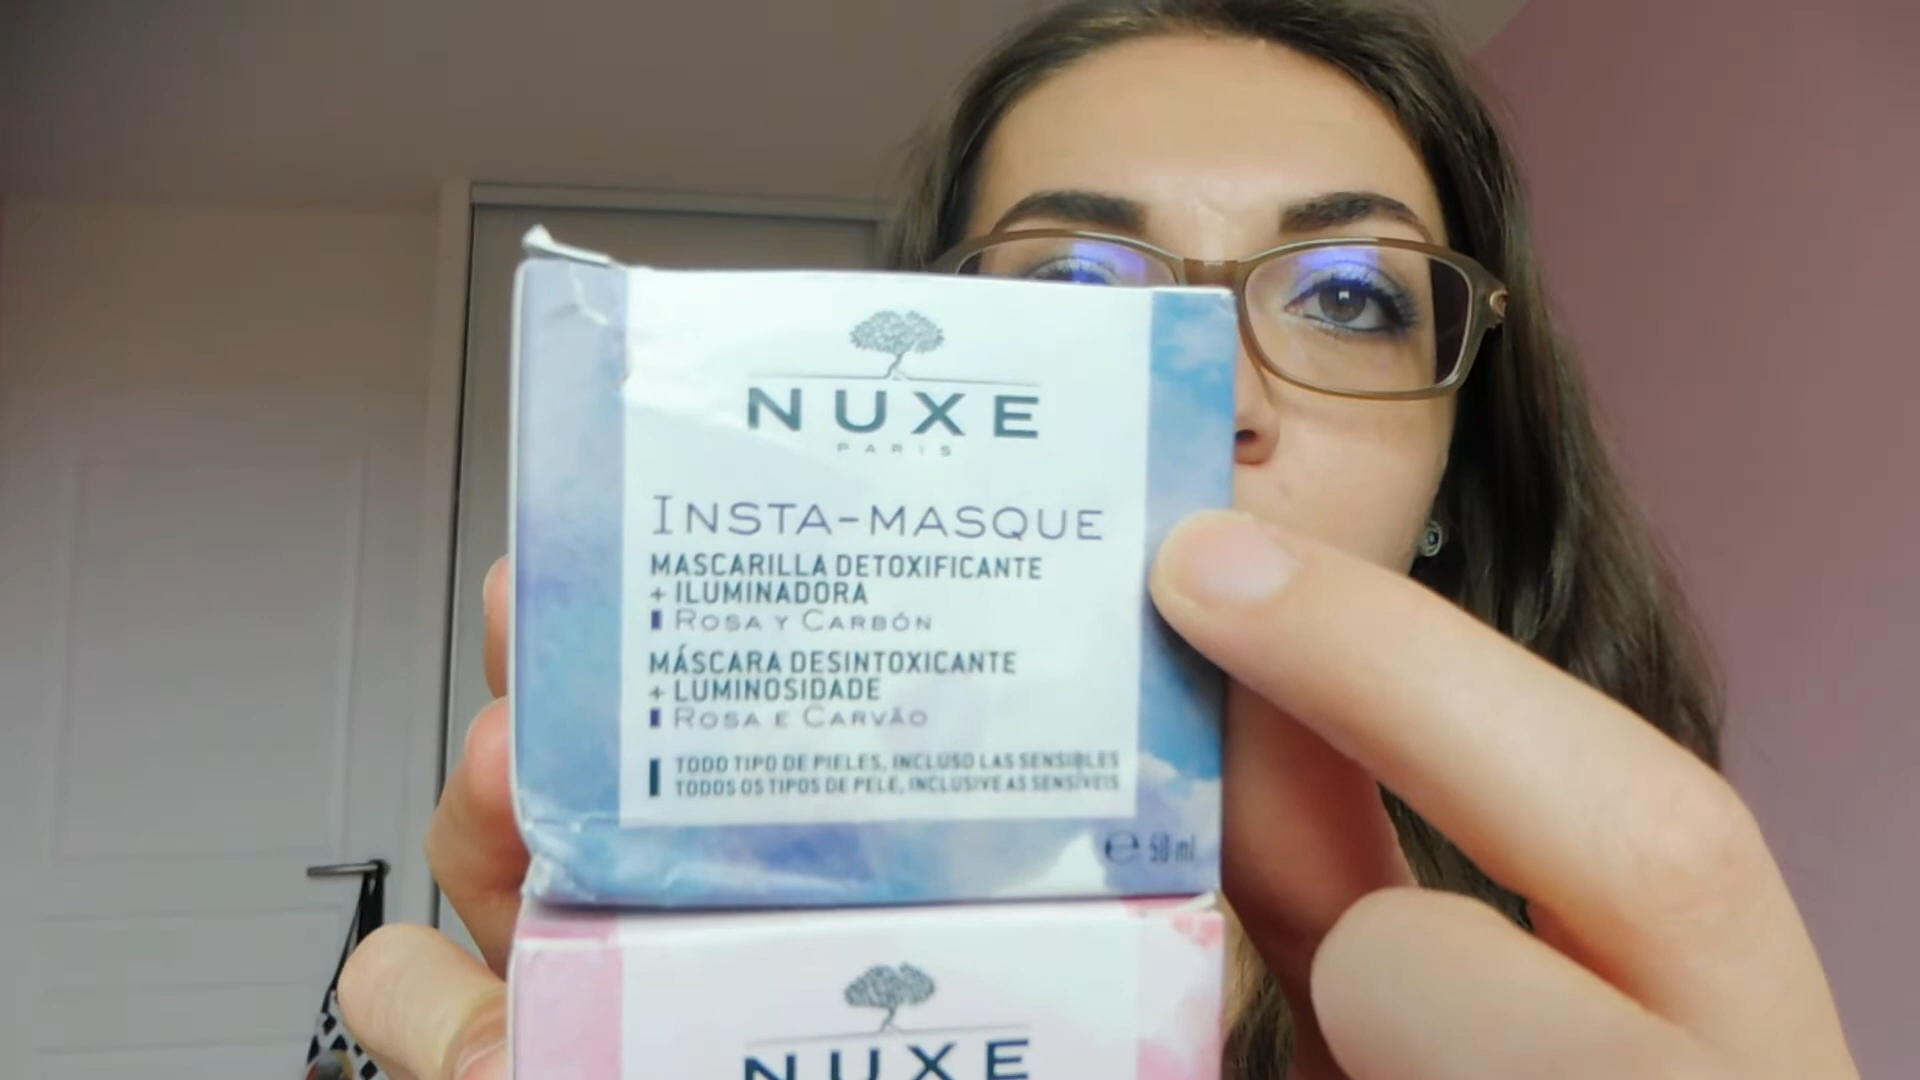 NUXE
PARIS
INSTA-MASQUE
MASCARILLA DETOXIFICANTE
+ ILUMINADORA
ROSA Y CARBÓN
MÁSCARA DESINTOXICANTE
+ LUMINOSIDADE
ROSA E CARVÃO
TODO TIPO DE PIELES, INCLUSO LAS SENSIBLES
TODOS OS TIPOS DE PELE, INCLUSIVE AS SENSÍVEIS
℮ 50 ml
NUXE